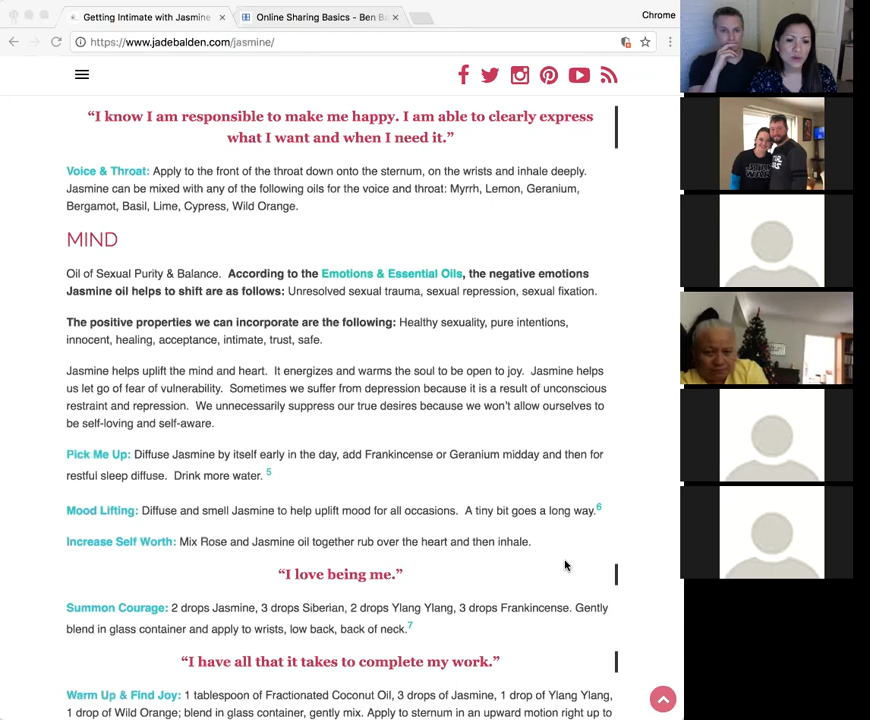 Getting Intimate with Jasmine
Online Sharing Basics - Ben Ba
Chrome
https://www.jadebalden.com/jasmine/
“I know I am responsible to make me happy. I am able to clearly express
what I want and when I need it.”
Voice & Throat: Apply to the front of the throat down onto the sternum, on the wrists and inhale deeply.
Jasmine can be mixed with any of the following oils for the voice and throat: Myrrh, Lemon, Geranium,
Bergamot, Basil, Lime, Cypress, Wild Orange.
MIND
Oil of Sexual Purity & Balance. According to the Emotions & Essential Oils, the negative emotions
Jasmine oil helps to shift are as follows: Unresolved sexual trauma, sexual repression, sexual fixation.
The positive properties we can incorporate are the following: Healthy sexuality, pure intentions,
innocent, healing, acceptance, intimate, trust, safe.
Jasmine helps uplift the mind and heart. It energizes and warms the soul to be open to joy. Jasmine helps
us let go of fear of vulnerability. Sometimes we suffer from depression because it is a result of unconscious
restraint and repression. We unnecessarily suppress our true desires because we won’t allow ourselves to
be self-loving and self-aware.
Pick Me Up: Diffuse Jasmine by itself early in the day, add Frankincense or Geranium midday and then for
restful sleep diffuse. Drink more water. 5
Mood Lifting: Diffuse and smell Jasmine to help uplift mood for all occasions. A tiny bit goes a long way.6
Increase Self Worth: Mix Rose and Jasmine oil together rub over the heart and then inhale.
“I love being me.”
Summon Courage: 2 drops Jasmine, 3 drops Siberian, 2 drops Ylang Ylang, 3 drops Frankincense. Gently
blend in glass container and apply to wrists, low back, back of neck.7
“I have all that it takes to complete my work.”
Warm Up & Find Joy: 1 tablespoon of Fractionated Coconut Oil, 3 drops of Jasmine, 1 drop of Ylang Ylang,
1 drop of Wild Orange; blend in glass container, gently mix. Apply to sternum in an upward motion right up to